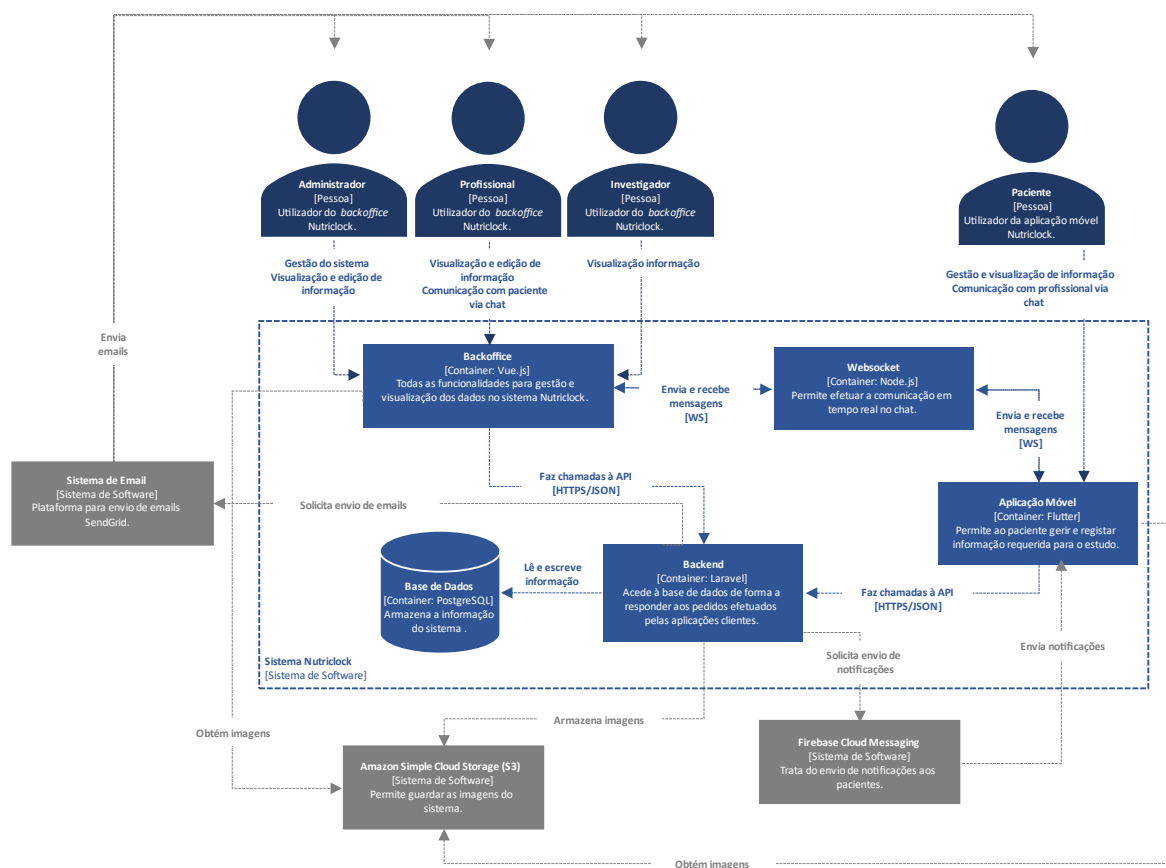 Administrador
[Pessoa]
Utilizador do backoffice
Nutriclock.
Profissional
[Pessoa]
Utilizador do backoffice
Nutriclock.
Investigador
[Pessoa]
Utilizador do backoffice
Nutriclock.
Paciente
[Pessoa]
Utilizador da aplicação móvel
Nutriclock.
Gestão do sistema
Visualização e edição de
informação
Visualização e edição de
informação
Comunicação com paciente
via chat
Visualização informação
Gestão e visualização de informação
Comunicação com profissional via
chat
Envia
emails
Backoffice
[Container: Vue.js]
Todas as funcionalidades para gestão e
visualização dos dados no sistema Nutriclock.
Envia e recebe
mensagens
[WS]
Websocket
[Container: Node.js]
Permite efetuar a comunicação em
tempo real no chat.
Envia e recebe
mensagens
[WS]
Sistema de Email
[Sistema de Software]
Plataforma para envio de emails
SendGrid.
Faz chamadas à API
[HTTPS/JSON]
Solicita envio de emails
Aplicação Móvel
[Container: Flutter]
Permite ao paciente gerir e registar
informação requerida para o estudo.
Base de Dados
[Container: PostgreSQL]
Armazena a informação
do sistema .
Lê e escreve
informação
Backend
[Container: Laravel]
Acede à base de dados de forma a
responder aos pedidos efetuados
pelas aplicações clientes.
Faz chamadas à API
[HTTPS/JSON]
Solicita envio de
notificações
Envia notificações
Sistema Nutriclock
[Sistema de Software]
Obtém imagens
Armazena imagens
Amazon Simple Cloud Storage (S3)
[Sistema de Software]
Permite guardar as imagens do
sistema.
Firebase Cloud Messaging
[Sistema de Software]
Trata do envio de notificações aos
pacientes.
Obtém imagens